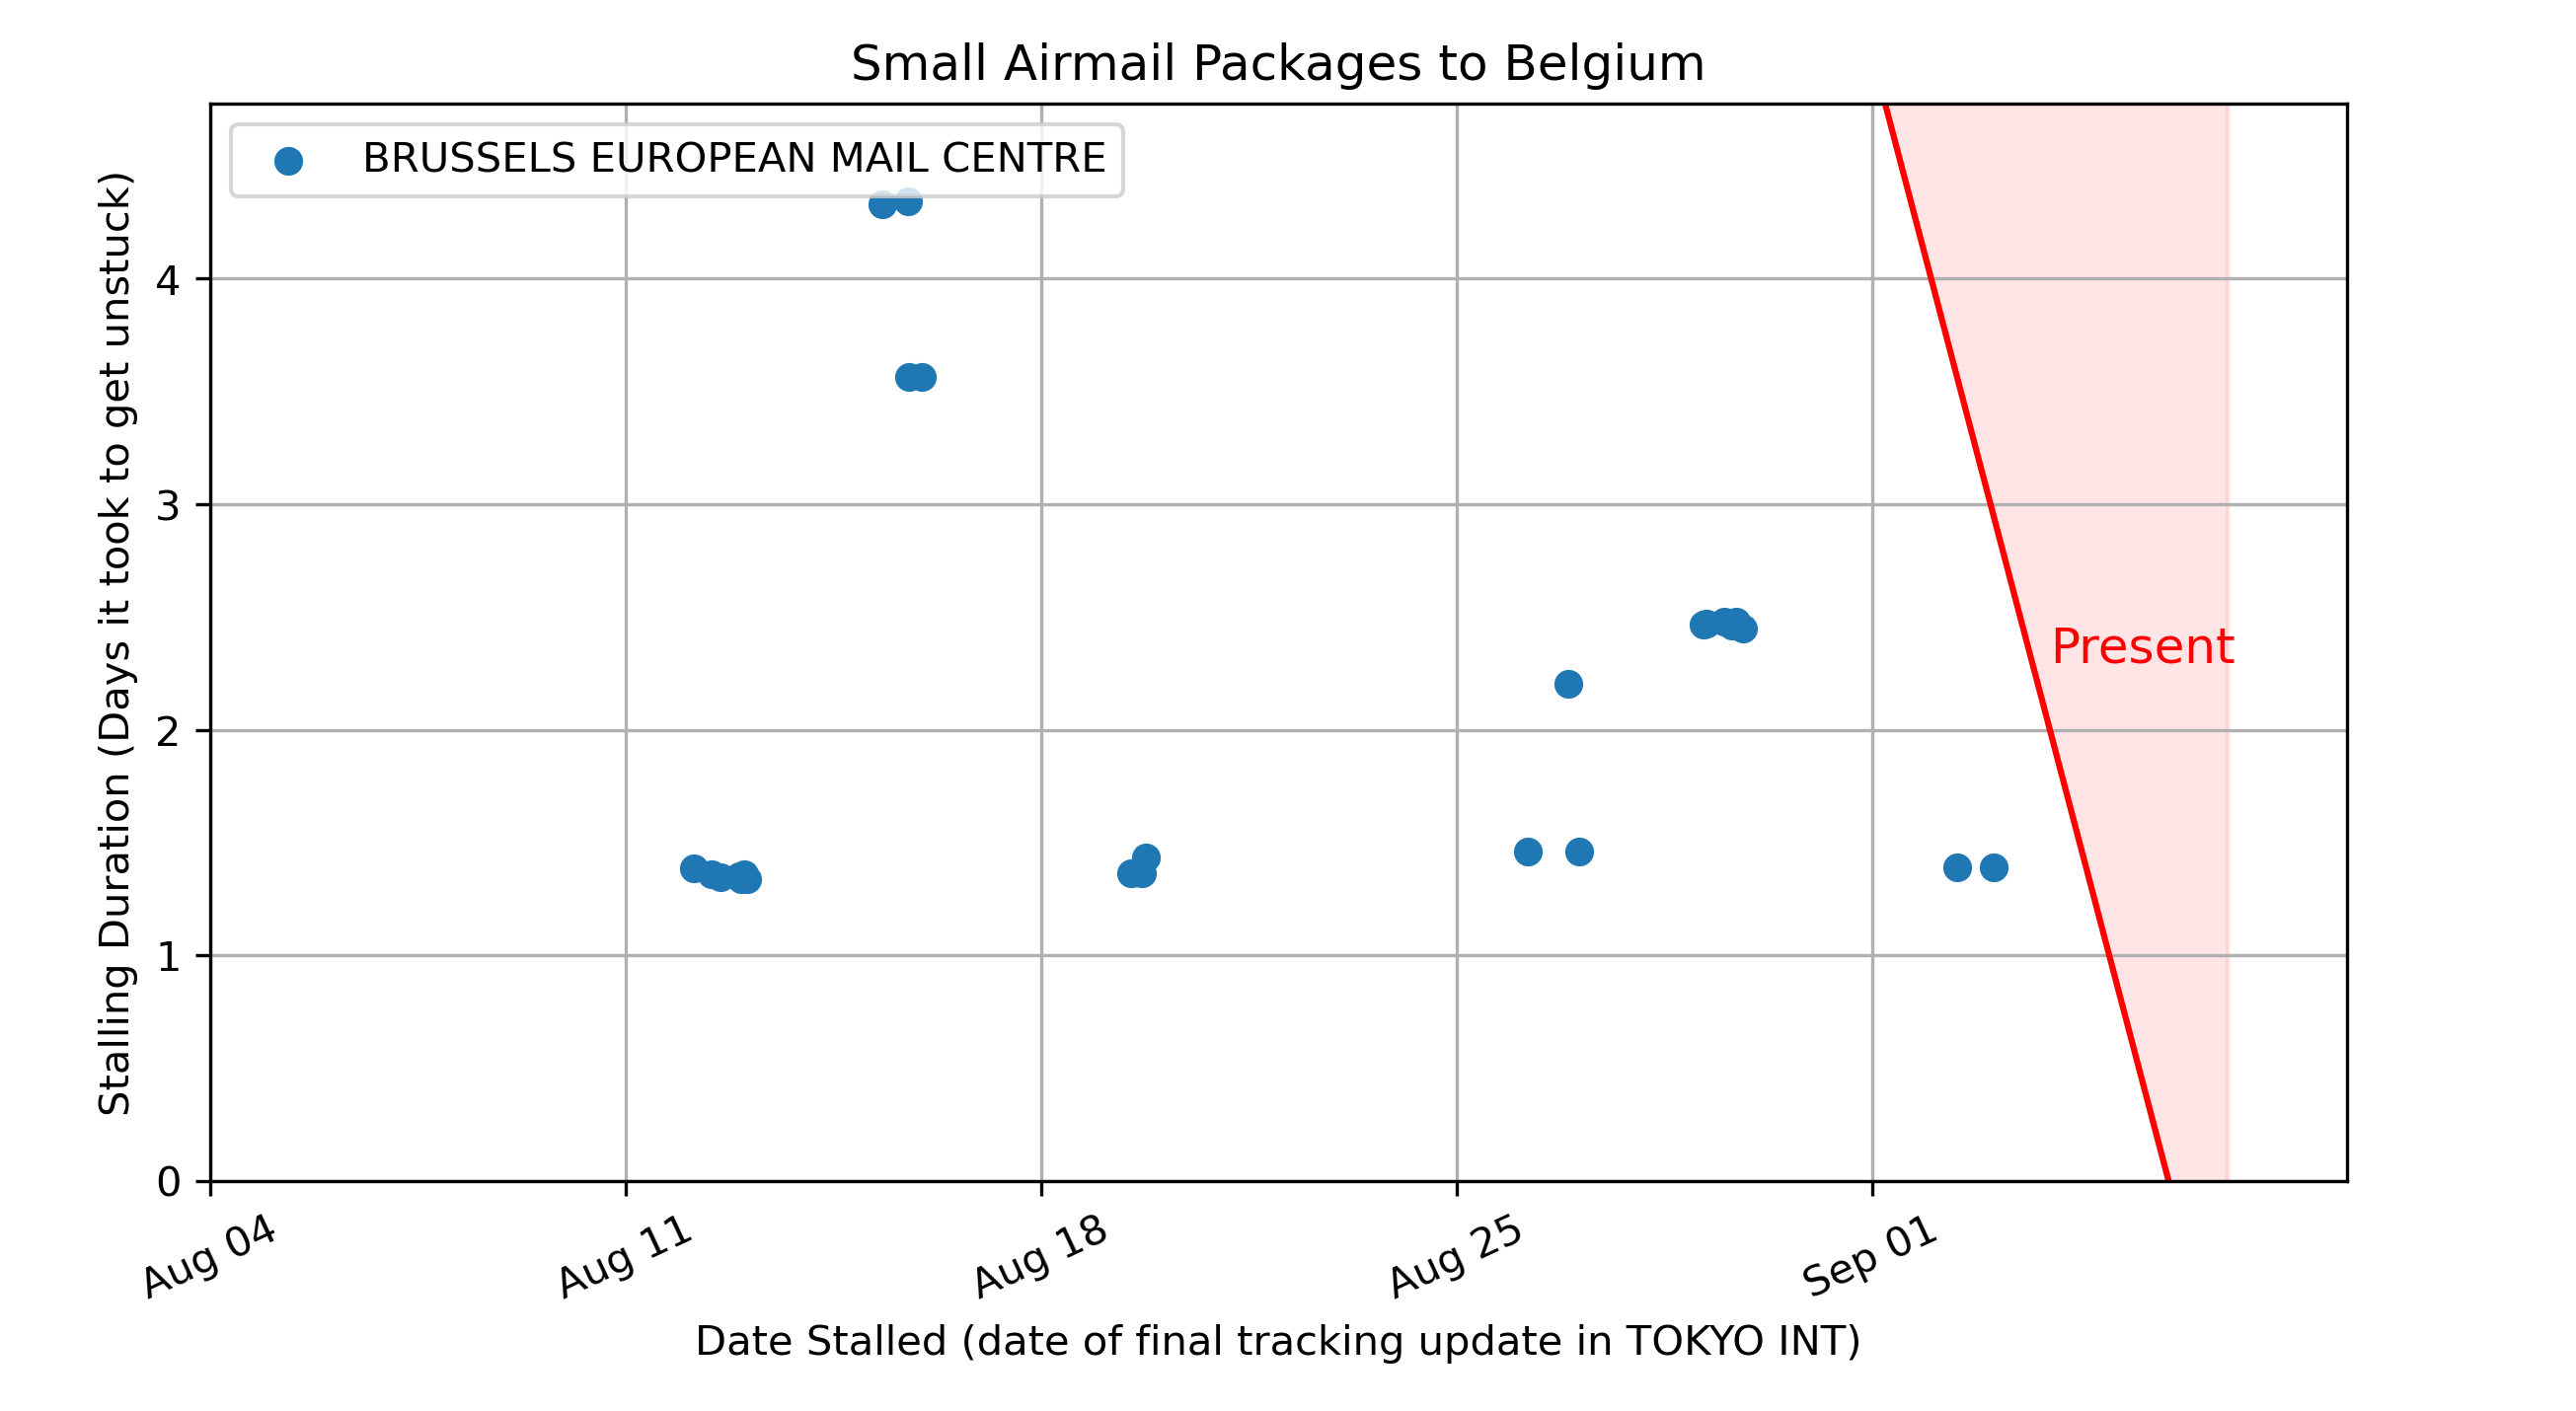 Small Airmail Packages to Belgium
BRUSSELS EUROPEAN MAIL CENTRE
Stalling Duration (Days it took to get unstuck)
4
3
2
1
0
Present
Aug 04
Aug 11
Aug 18
Aug 25
Sep 01
Date Stalled (date of final tracking update in TOKYO INT)